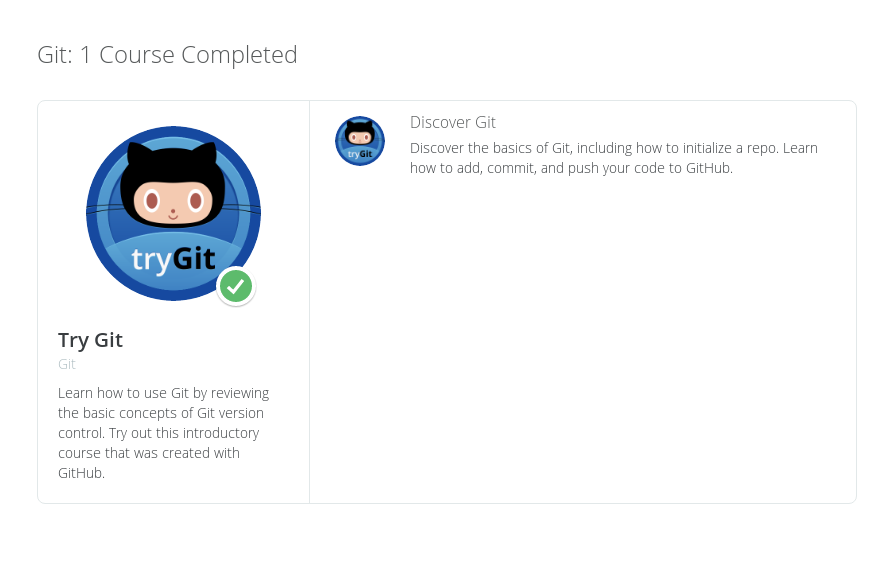 Git: 1 Course Completed
tryGit
Try Git
Git
Learn how to use Git by reviewing
the basic concepts of Git version
control. Try out this introductory
course that was created with
GitHub.
tryGit
Discover Git
Discover the basics of Git, including how to initialize a repo. Learn
how to add, commit, and push your code to GitHub.